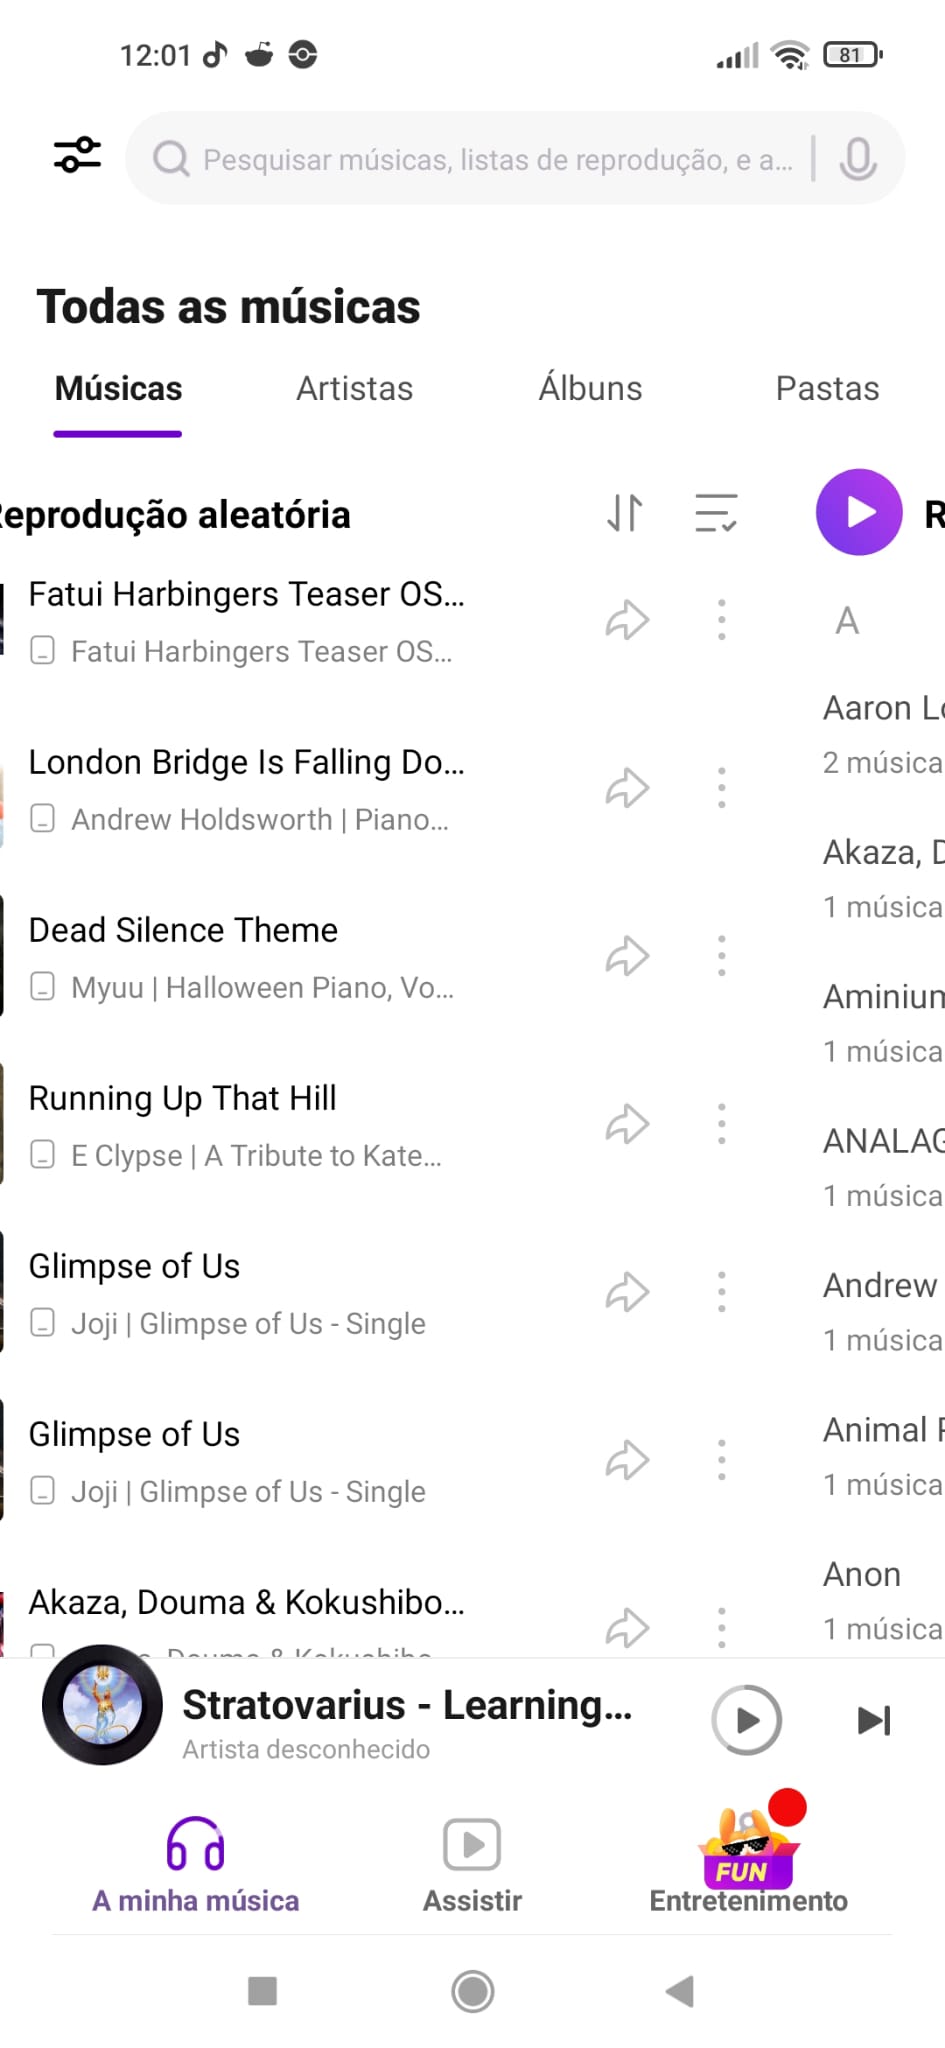 12:01
81
Pesquisar músicas, listas de reprodução, e a...
Todas as músicas
Músicas Artistas Álbuns Pastas
Reprodução aleatória
Fatui Harbingers Teaser OS...
Fatui Harbingers Teaser OS...
London Bridge Is Falling Do...
Andrew Holdsworth | Piano...
Dead Silence Theme
Myuu | Halloween Piano, Vo...
Running Up That Hill
E Clypse | A Tribute to Kate...
Glimpse of Us
Joji | Glimpse of Us - Single
Glimpse of Us
Joji | Glimpse of Us - Single
Akaza, Douma & Kokushibo...
R
A
Aaron Lo
2 música
Akaza, D
1 música
Aminium
1 música
ANALAG
1 música
Andrew
1 música
Animal
1 música
Anon
1 música
Stratovarius - Learning...
Artista desconhecido
FUN
A minha música Assistir Entretenimento